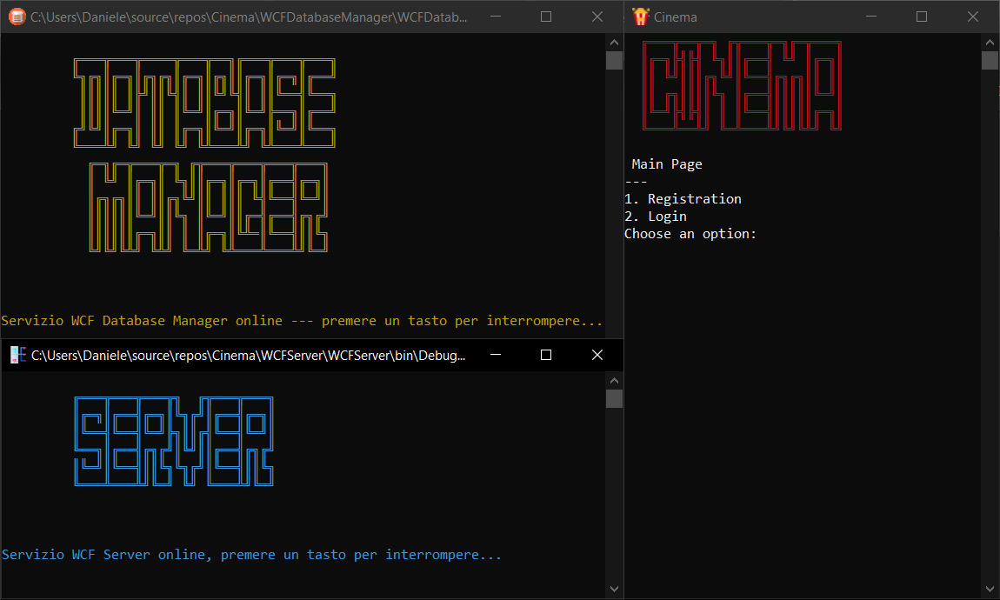 C:\Users\Daniele\source\repos\Cinema\WCFDatabaseManager\WCFDatab...
DATABASE
MANAGER
Servizio WCF Database Manager online --- premere un tasto per interrompere...
C:\Users\Daniele\source\repos\Cinema\WCFServer\WCFServer\bin\Debug...
SERVER
Servizio WCF Server online, premere un tasto per interrompere...
Cinema
CINEMA
Main Page
---
1. Registration
2. Login
Choose an option: